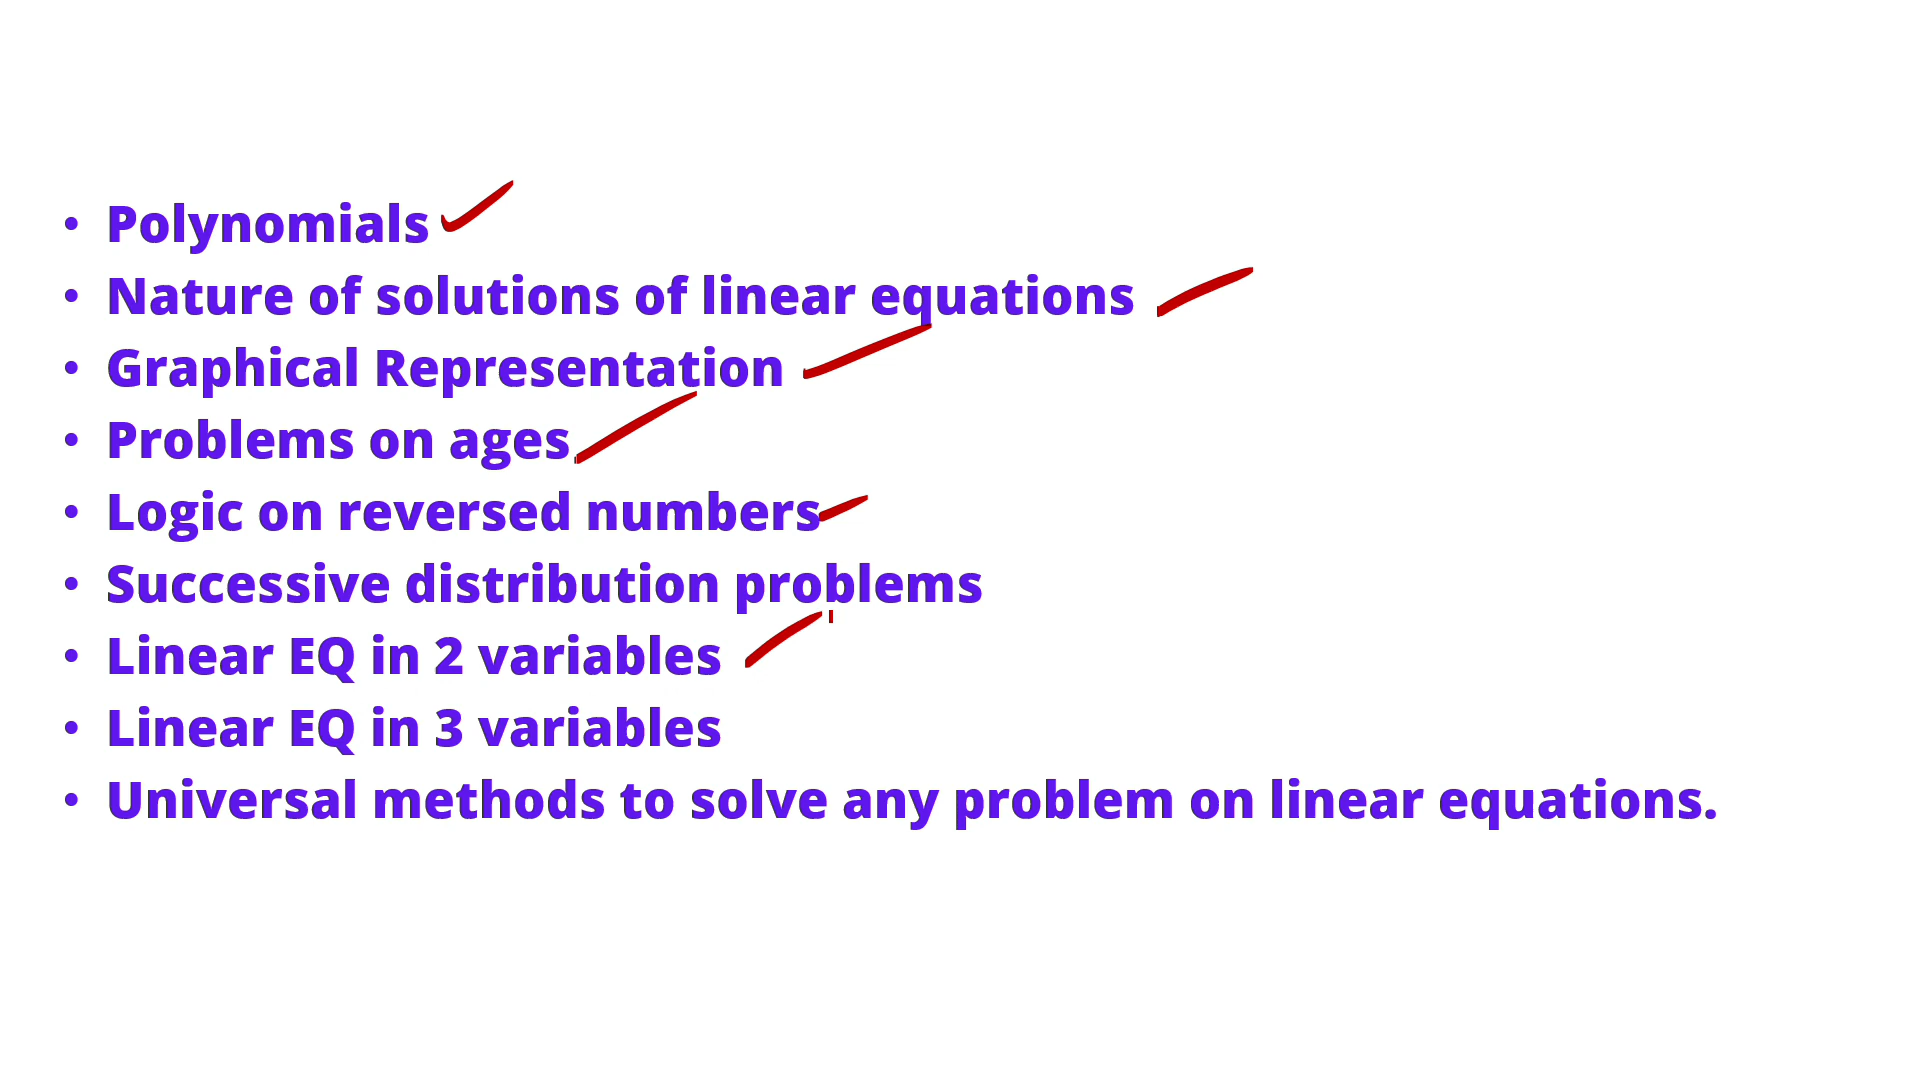 • Polynomials
• Nature of solutions of linear equations
• Graphical Representation
• Problems on ages
• Logic on reversed numbers
• Successive distribution problems
• Linear EQ in 2 variables
• Linear EQ in 3 variables
• Universal methods to solve any problem on linear equations.